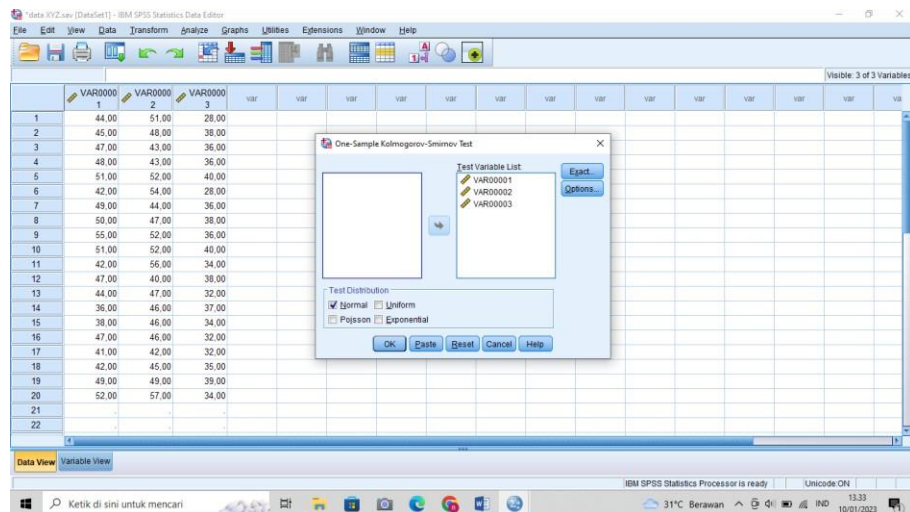 *data XYZ.sav [DataSet1] - IBM SPSS Statistics Data Editor
File Edit View Data Transform Analyze Graphs Utilities Extensions Window Help
Visible: 3 of 3 Variables
VAR00001 VAR00002 VAR00003 var var var var var var var var var var var var var va
1 44,00 51,00 28,00
2 45,00 48,00 38,00
3 47,00 43,00 36,00
4 48,00 43,00 36,00
5 51,00 52,00 40,00
6 42,00 54,00 28,00
7 49,00 44,00 36,00
8 50,00 47,00 38,00
9 55,00 52,00 36,00
10 51,00 52,00 40,00
11 42,00 56,00 34,00
12 47,00 40,00 38,00
13 44,00 47,00 32,00
14 36,00 46,00 37,00
15 38,00 46,00 34,00
16 47,00 46,00 32,00
17 41,00 42,00 32,00
18 42,00 45,00 35,00
19 49,00 49,00 39,00
20 52,00 57,00 34,00
21 . . .
22
One-Sample Kolmogorov-Smirnov Test
Test Variable List:
VAR00001
VAR00002
VAR00003
Exact...
Options...
Test Distribution
Normal Uniform
Poisson Exponential
OK Paste Reset Cancel Help
Data View Variable View
IBM SPSS Statistics Processor is ready Unicode:ON
Ketik di sini untuk mencari
31°C Berawan IND 13.33
10/01/2023